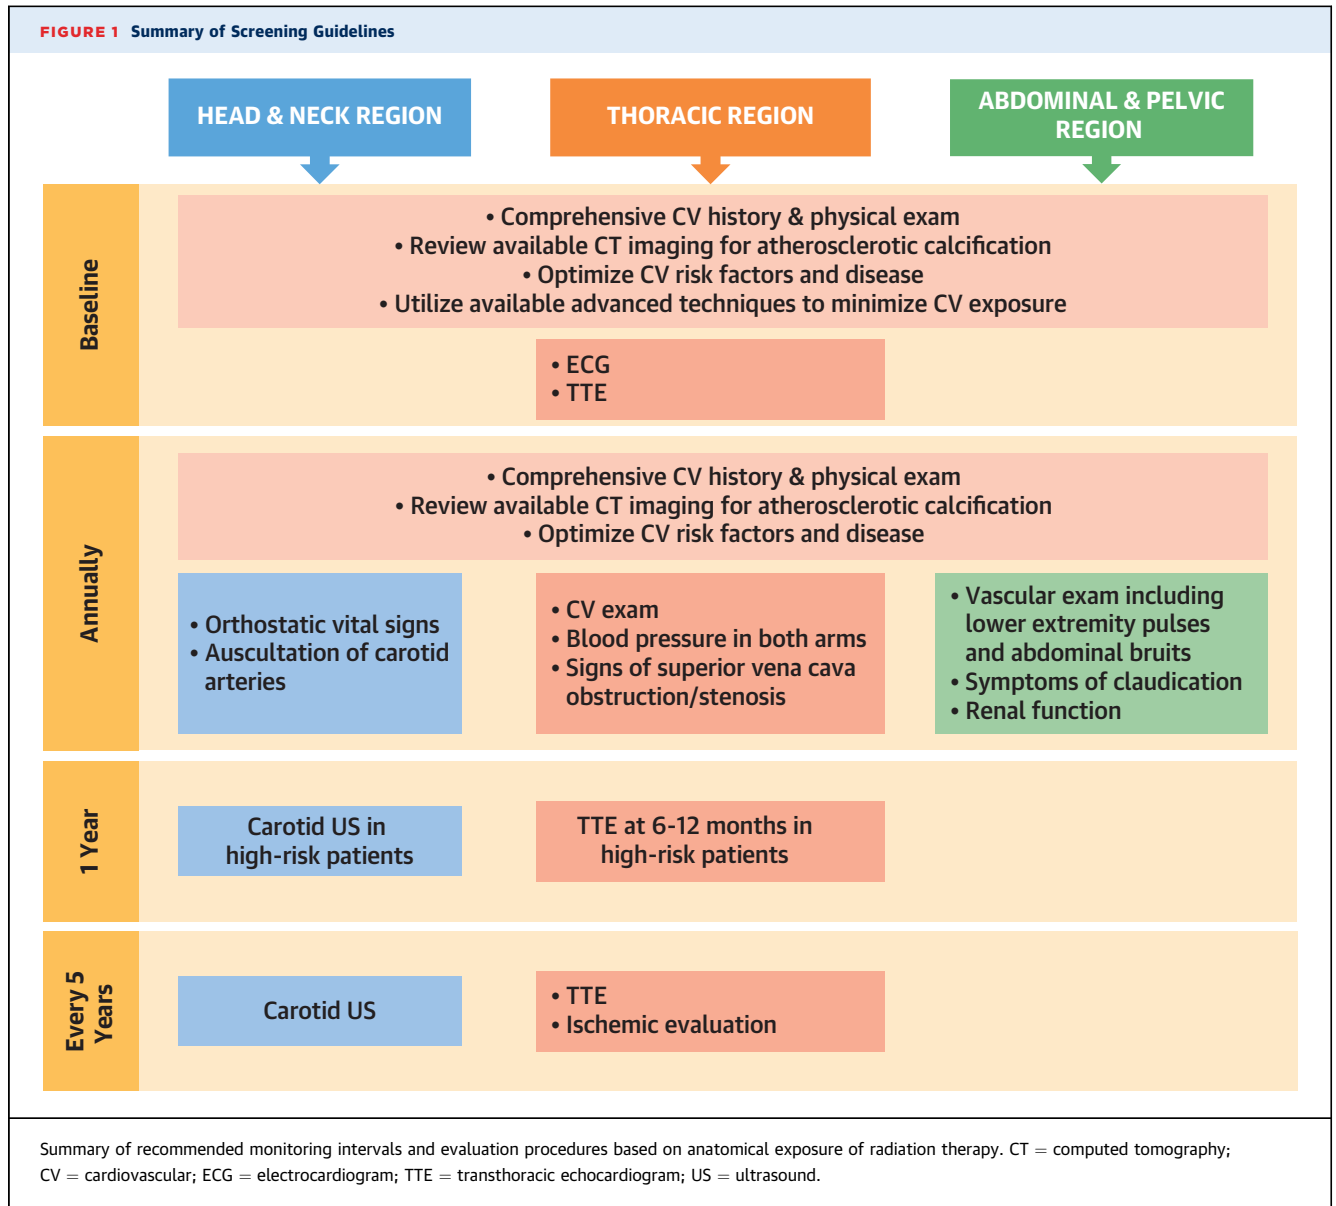 FIGURE 1 Summary of Screening Guidelines
HEAD & NECK REGION
THORACIC REGION
ABDOMINAL & PELVIC
REGION
Baseline
• Comprehensive CV history & physical exam
• Review available CT imaging for atherosclerotic calcification
• Optimize CV risk factors and disease
• Utilize available advanced techniques to minimize CV exposure
• ECG
• TTE
Annually
• Comprehensive CV history & physical exam
• Review available CT imaging for atherosclerotic calcification
• Optimize CV risk factors and disease
• Orthostatic vital signs
• Auscultation of carotid
arteries
• CV exam
• Blood pressure in both arms
• Signs of superior vena cava
obstruction/stenosis
• Vascular exam including
lower extremity pulses
and abdominal bruits
• Symptoms of claudication
• Renal function
1 Year
Carotid US in
high-risk patients
TTE at 6-12 months in
high-risk patients
Every 5
Years
Carotid US
• TTE
• Ischemic evaluation
Summary of recommended monitoring intervals and evaluation procedures based on anatomical exposure of radiation therapy. CT = computed tomography;
CV = cardiovascular; ECG = electrocardiogram; TTE = transthoracic echocardiogram; US = ultrasound.